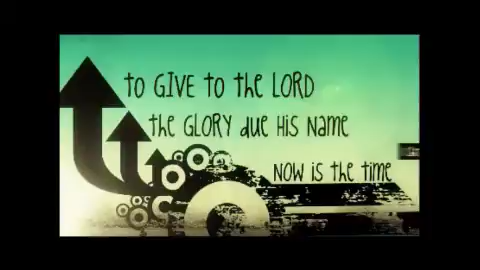 to GIVE to the LORD
the GLORY due His Name
NOW is the time